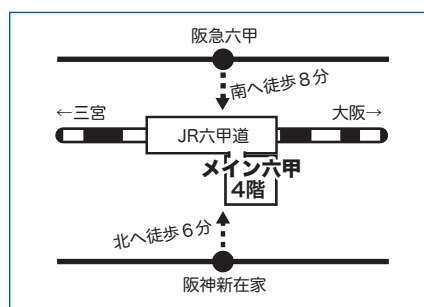 阪急六甲
南へ徒歩8分
←三宮
大阪→
JR六甲道
メイン六甲
4階
北へ徒歩6分
阪神新在家